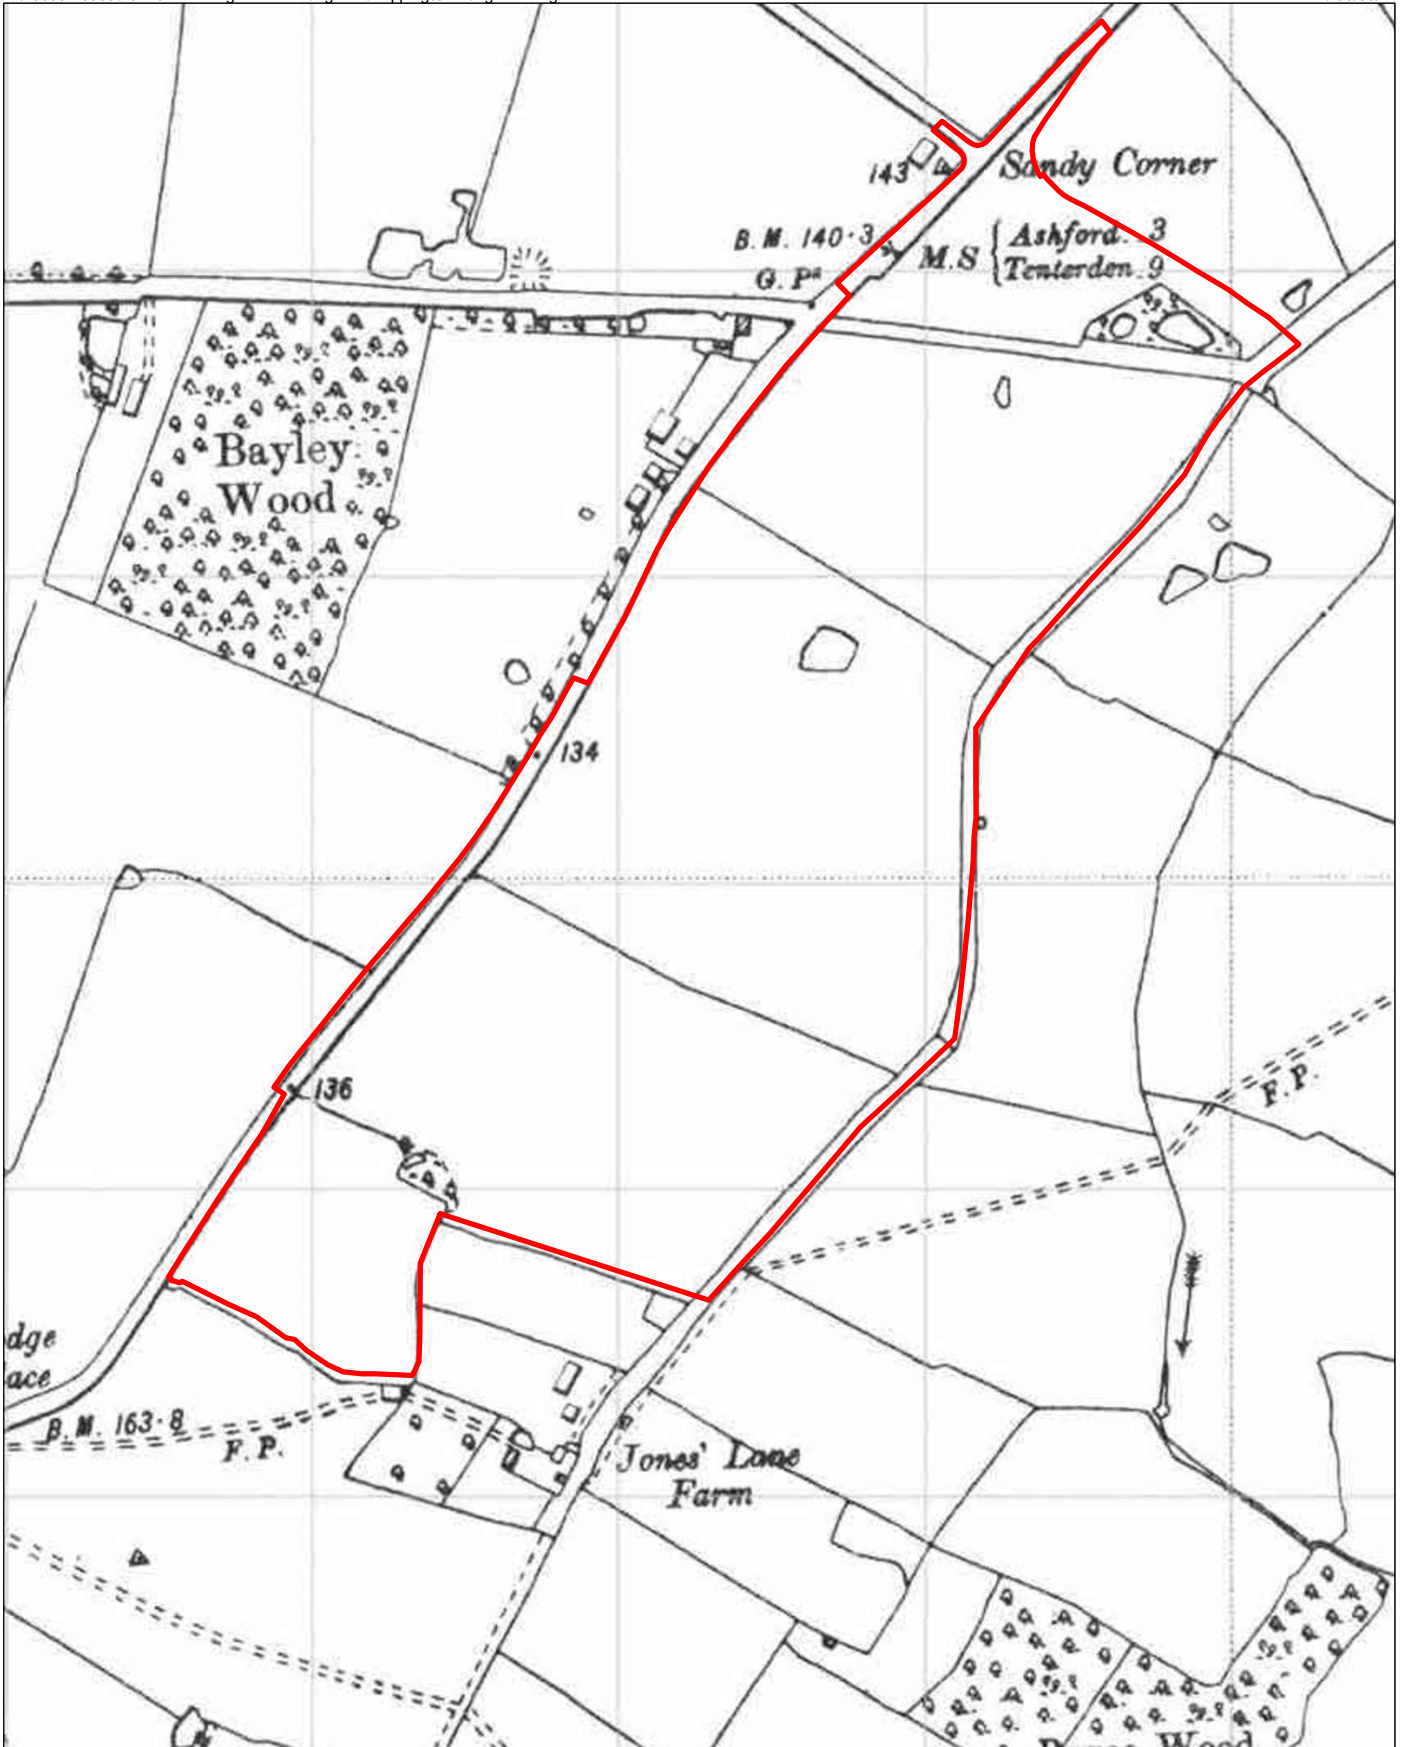 143
Sandy Corner
B.M. 140·3
G.P.
M.S
Ashford 3
Tenterden 9
Bayley
Wood
134
136
F.P.
dge
ace
B.M. 163·8
F.P.
Jones' Lane
Farm
Wood